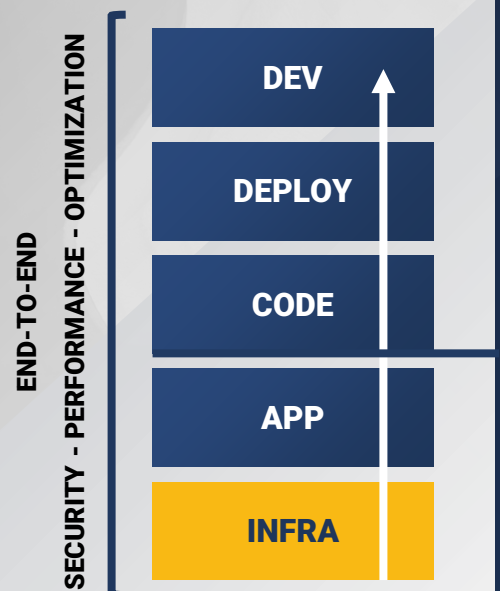 END-TO-END
SECURITY - PERFORMANCE - OPTIMIZATION
DEV
DEPLOY
CODE
APP
INFRA